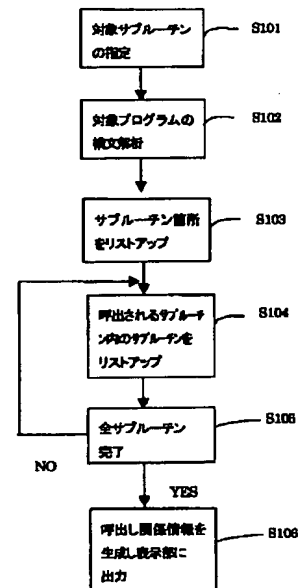 対象サブルーチン
の指定
S101
対象プログラムの
構文解析
S102
サブルーチン箇所
をリストアップ
S103
呼出されるサブルーチ
ン内のサブルーチンを
リストアップ
S104
全サブルーチン
完了
S105
NO
YES
呼出し関係情報を
生成し表示部に
出力
S106